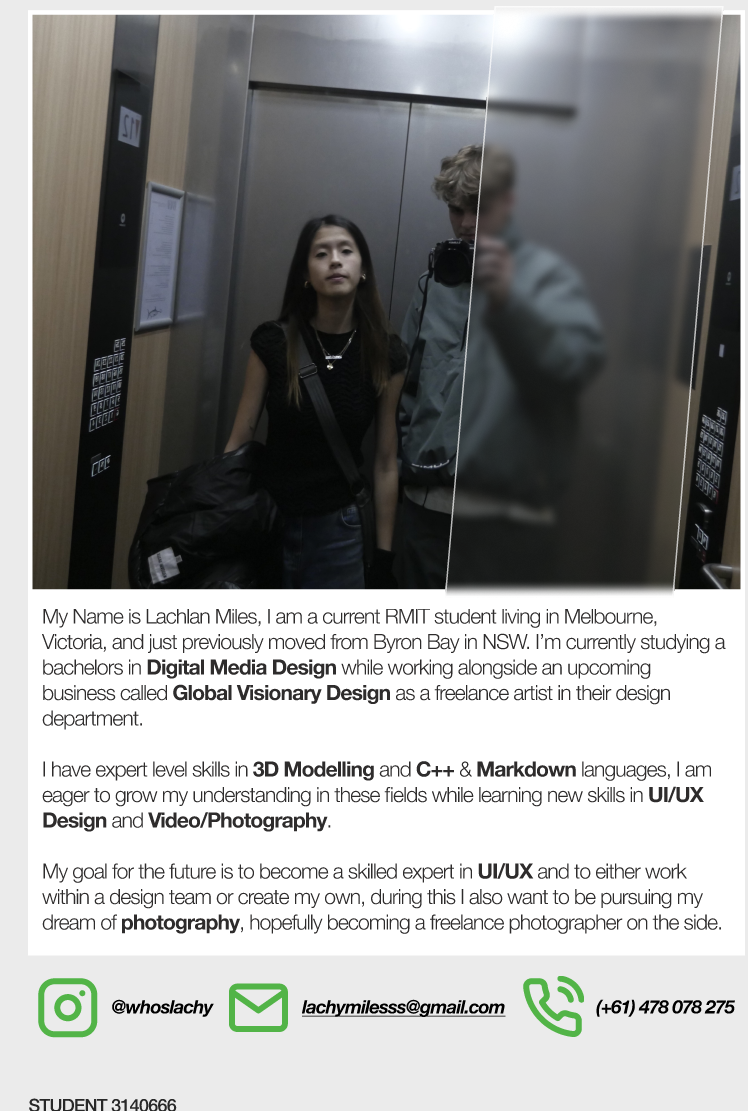 My Name is Lachlan Miles, I am a current RMIT student living in Melbourne,
Victoria, and just previously moved from Byron Bay in NSW. I'm currently studying a
bachelors in Digital Media Design while working alongside an upcoming
business called Global Visionary Design as a freelance artist in their design
department.
I have expert level skills in 3D Modelling and C++ & Markdown languages, I am
eager to grow my understanding in these fields while learning new skills in UI/UX
Design and Video/Photography.
My goal for the future is to become a skilled expert in UI/UX and to either work
within a design team or create my own, during this I also want to be pursuing my
dream of photography, hopefully becoming a freelance photographer on the side.
@whoslachy lachymilesss@gmail.com (+61) 478 078 275
STUDENT 3140666